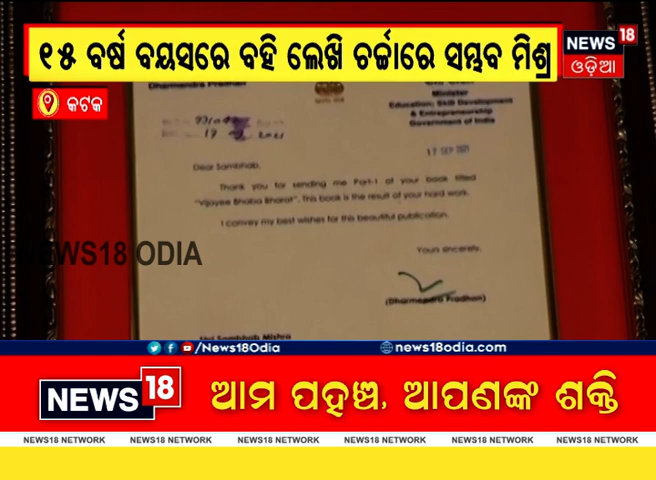 ୧୫ ବର୍ଷ ବୟସରେ ବହି ଲେଖି ଚର୍ଚ୍ଚାରେ ସମ୍ଭବ ମିଶ୍ର
NEWS 18
ଓଡ଼ିଆ
କଟକ
Dharmendra Pradhan
Minister
Education; Skill Development
& Entrepreneurship
Government of India
17 SEP 2021
Dear Sambhab,
Thank you for sending me Part-1 of your book titled
"Vijayee Bhaba Bharat". This book is the result of your hard work.
I convey my best wishes for this beautiful publication.
Yours sincerely,
(Dharmendra Pradhan)
NEWS18 ODIA
Sambhab Mishra
/News18Odia
news18odia.com
NEWS 18
ଆମ ପହଞ୍ଚ, ଆପଣଙ୍କ ଶକ୍ତି
NEWS18 NETWORK NEWS18 NETWORK NEWS18 NETWORK NEWS18 NETWORK NEWS18 NETWORK NEWS18 NETWORK